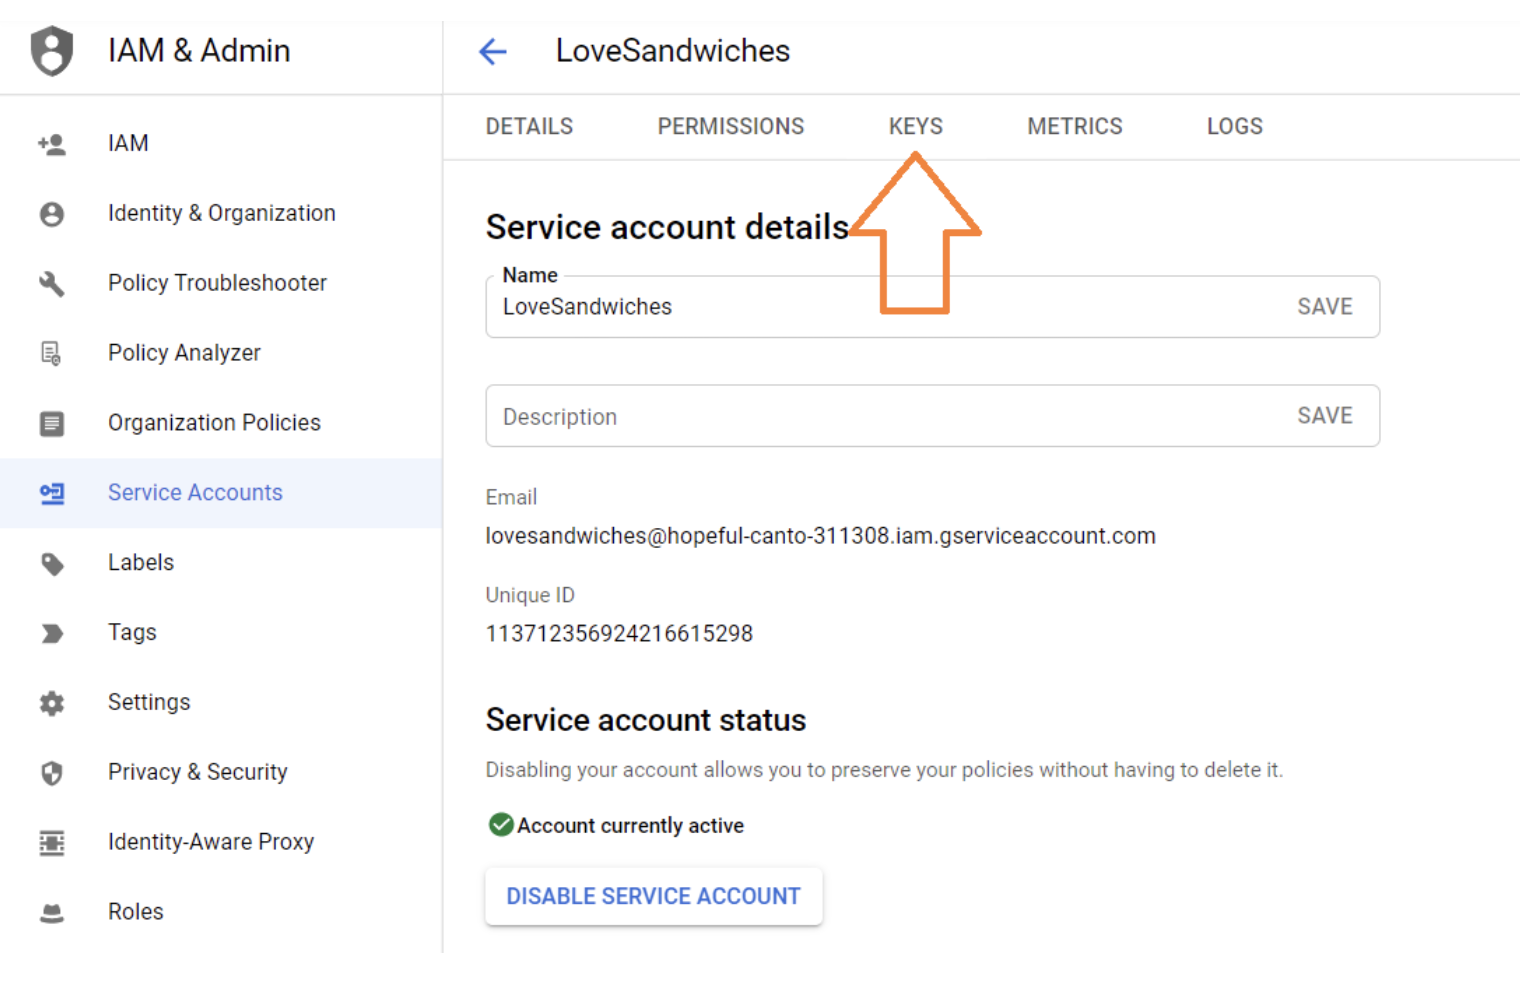 IAM & Admin
LoveSandwiches
IAM
Identity & Organization
Policy Troubleshooter
Policy Analyzer
Organization Policies
Service Accounts
Labels
Tags
Settings
Privacy & Security
Identity-Aware Proxy
Roles
DETAILS PERMISSIONS KEYS METRICS LOGS
Service account details
Name
LoveSandwiches SAVE
Description SAVE
Email
lovesandwiches@hopeful-canto-311308.iam.gserviceaccount.com
Unique ID
113712356924216615298
Service account status
Disabling your account allows you to preserve your policies without having to delete it.
Account currently active
DISABLE SERVICE ACCOUNT